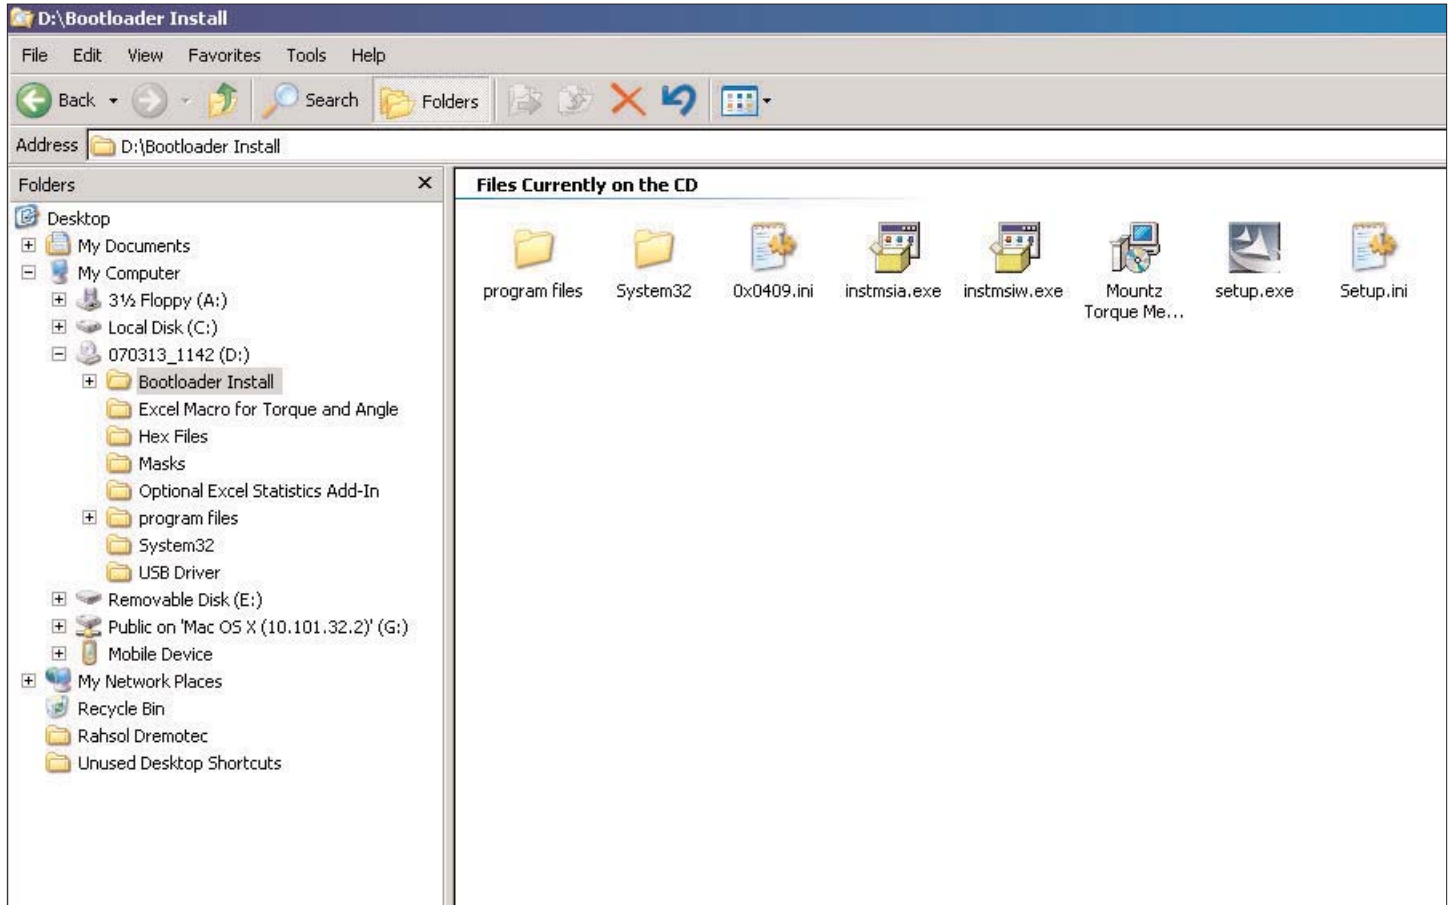 D:\Bootloader Install
File Edit View Favorites Tools Help
Back Search Folders
Address D:\Bootloader Install
Folders
Desktop
My Documents
My Computer
3½ Floppy (A:)
Local Disk (C:)
070313_1142 (D:)
Bootloader Install
Excel Macro for Torque and Angle
Hex Files
Masks
Optional Excel Statistics Add-In
program files
System32
USB Driver
Removable Disk (E:)
Public on 'Mac OS X (10.101.32.2)' (G:)
Mobile Device
My Network Places
Recycle Bin
Rahsol Dremotec
Unused Desktop Shortcuts
Files Currently on the CD
program files
System32
0x0409.ini
instmsia.exe
instmsiw.exe
Mountz
Torque Me...
setup.exe
Setup.ini